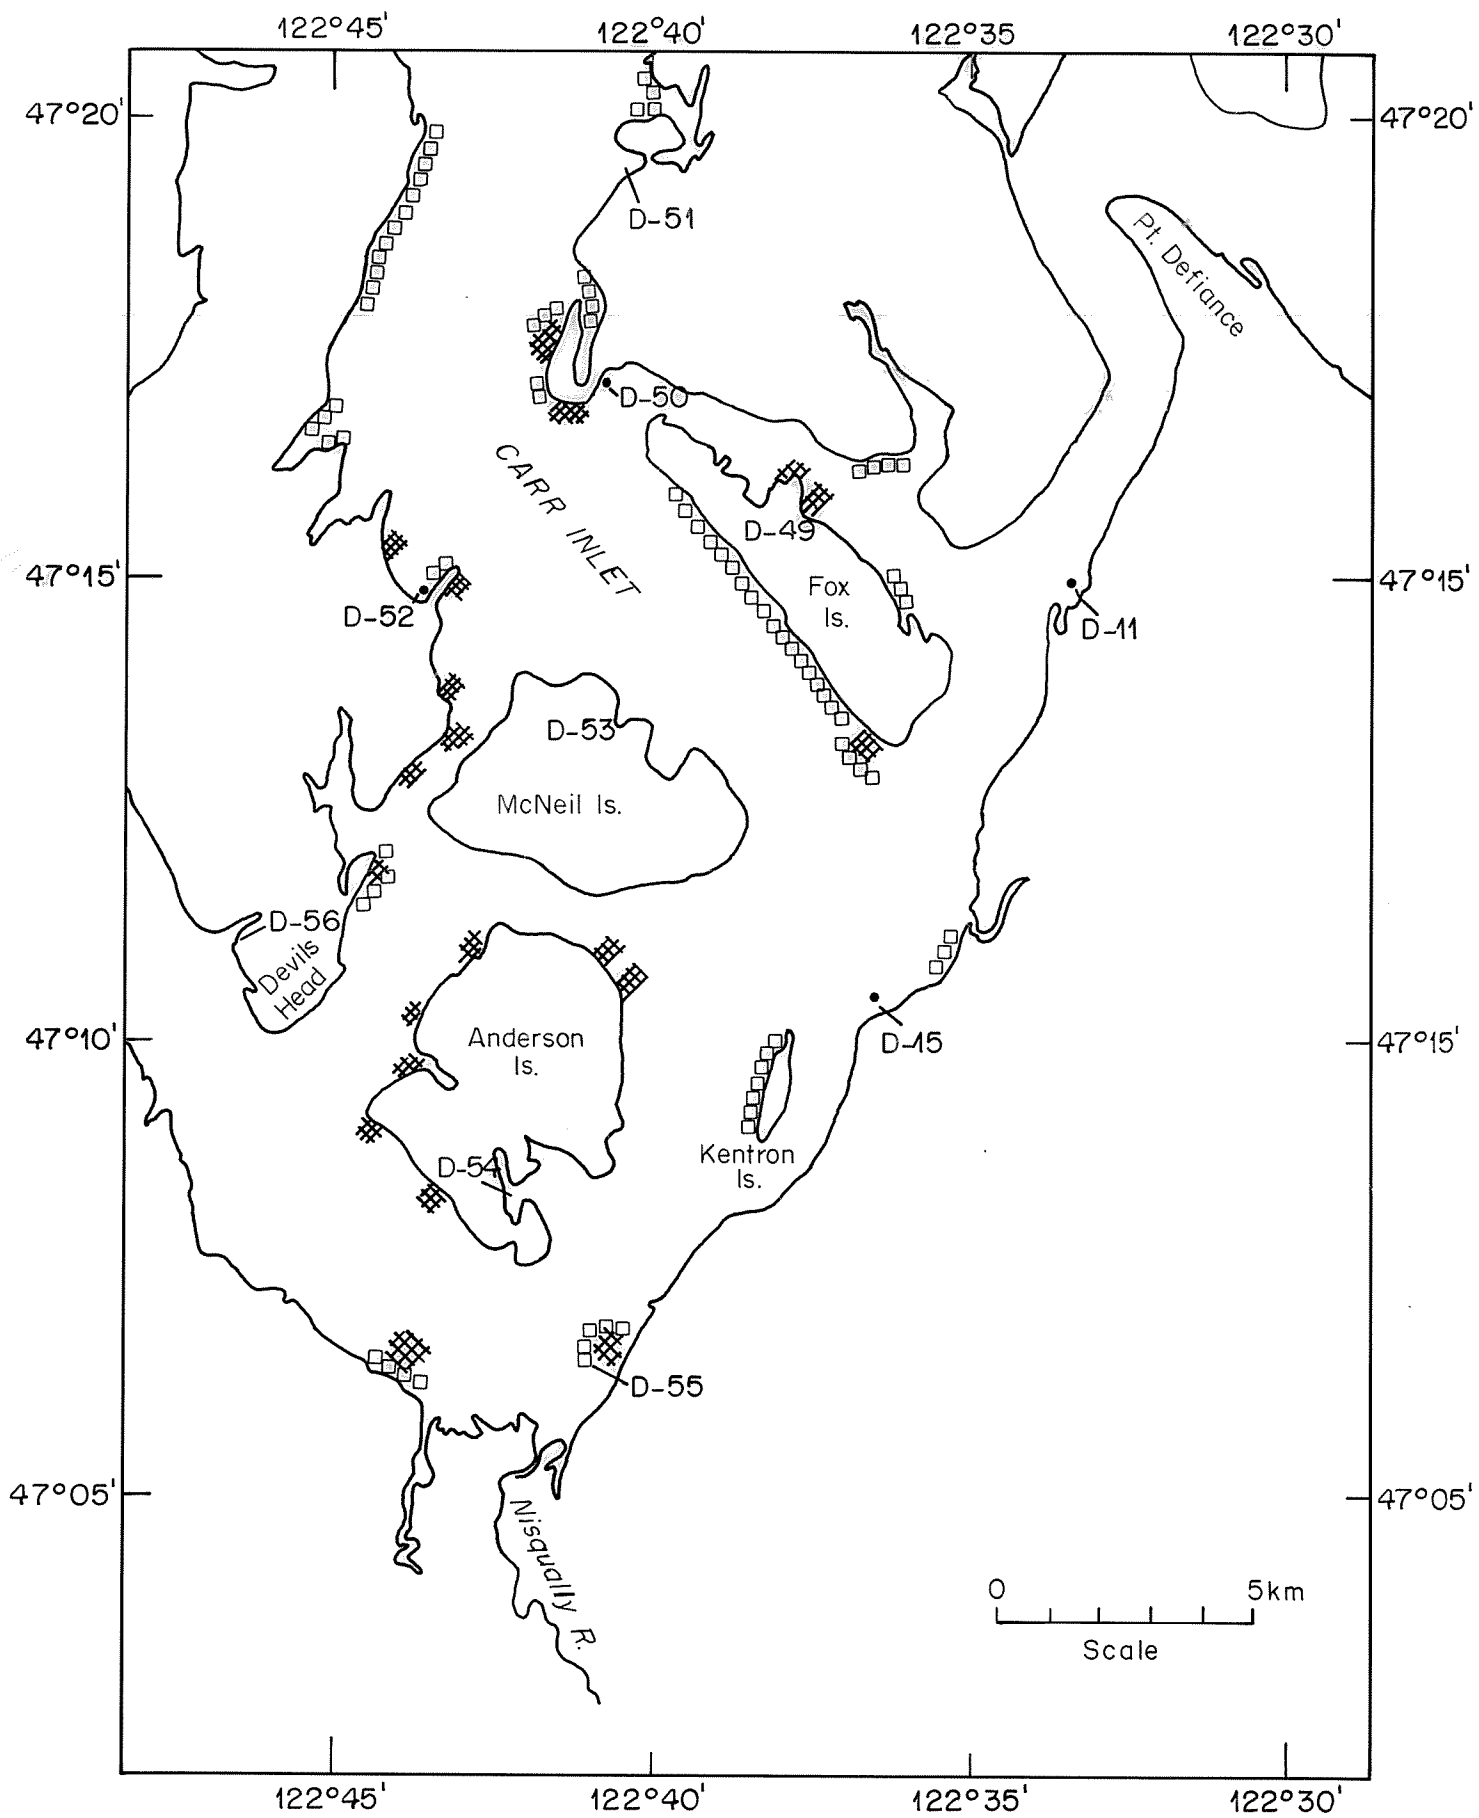 122°45' 122°40' 122°35' 122°30'
47°20' 47°20'
D-51
Pt. Defiance
D-50
CARR INLET
D-49
47°15' 47°15'
Fox
Is.
D-52
D-11
D-53
McNeil Is.
D-56
Devils
Head
47°10' 47°15'
Anderson
Is.
D-15
Kentron
Is.
D-54
D-55
47°05' 47°05'
Nisqually R.
0 5km
Scale
122°45' 122°40' 122°35' 122°30'